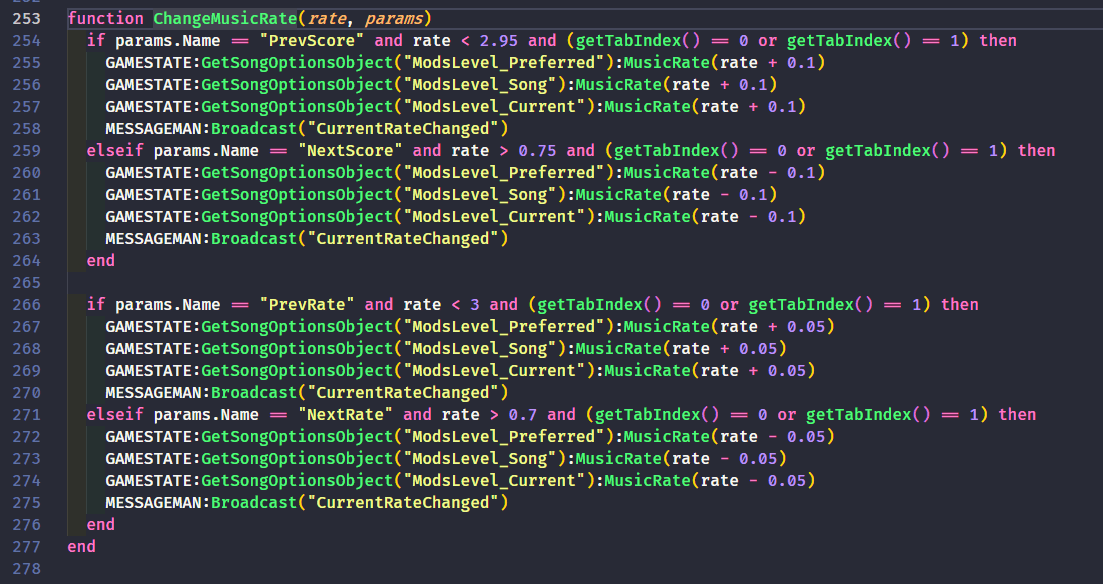 253 function ChangeMusicRate(rate, params)
254 if params.Name == "PrevScore" and rate < 2.95 and (getTabIndex() == 0 or getTabIndex() == 1) then
255 GAMESTATE:GetSongOptionsObject("ModsLevel_Preferred"):MusicRate(rate + 0.1)
256 GAMESTATE:GetSongOptionsObject("ModsLevel_Song"):MusicRate(rate + 0.1)
257 GAMESTATE:GetSongOptionsObject("ModsLevel_Current"):MusicRate(rate + 0.1)
258 MESSAGEMAN:Broadcast("CurrentRateChanged")
259 elseif params.Name == "NextScore" and rate > 0.75 and (getTabIndex() == 0 or getTabIndex() == 1) then
260 GAMESTATE:GetSongOptionsObject("ModsLevel_Preferred"):MusicRate(rate - 0.1)
261 GAMESTATE:GetSongOptionsObject("ModsLevel_Song"):MusicRate(rate - 0.1)
262 GAMESTATE:GetSongOptionsObject("ModsLevel_Current"):MusicRate(rate - 0.1)
263 MESSAGEMAN:Broadcast("CurrentRateChanged")
264 end
265
266 if params.Name == "PrevRate" and rate < 3 and (getTabIndex() == 0 or getTabIndex() == 1) then
267 GAMESTATE:GetSongOptionsObject("ModsLevel_Preferred"):MusicRate(rate + 0.05)
268 GAMESTATE:GetSongOptionsObject("ModsLevel_Song"):MusicRate(rate + 0.05)
269 GAMESTATE:GetSongOptionsObject("ModsLevel_Current"):MusicRate(rate + 0.05)
270 MESSAGEMAN:Broadcast("CurrentRateChanged")
271 elseif params.Name == "NextRate" and rate > 0.7 and (getTabIndex() == 0 or getTabIndex() == 1) then
272 GAMESTATE:GetSongOptionsObject("ModsLevel_Preferred"):MusicRate(rate - 0.05)
273 GAMESTATE:GetSongOptionsObject("ModsLevel_Song"):MusicRate(rate - 0.05)
274 GAMESTATE:GetSongOptionsObject("ModsLevel_Current"):MusicRate(rate - 0.05)
275 MESSAGEMAN:Broadcast("CurrentRateChanged")
276 end
277 end
278